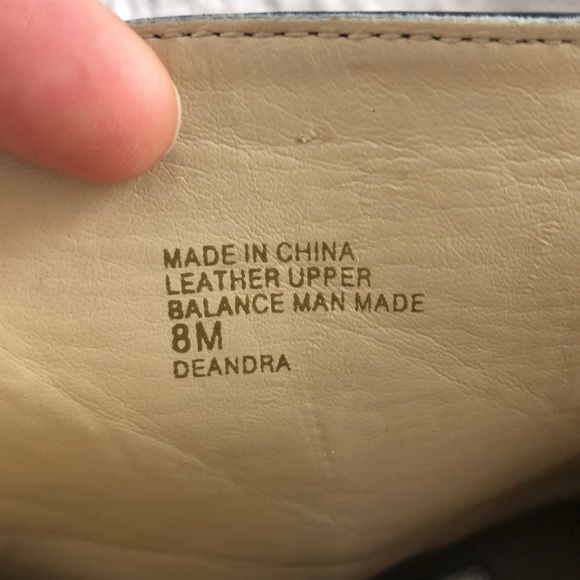 MADE IN CHINA
LEATHER UPPER
BALANCE MAN MADE
8M
DEANDRA